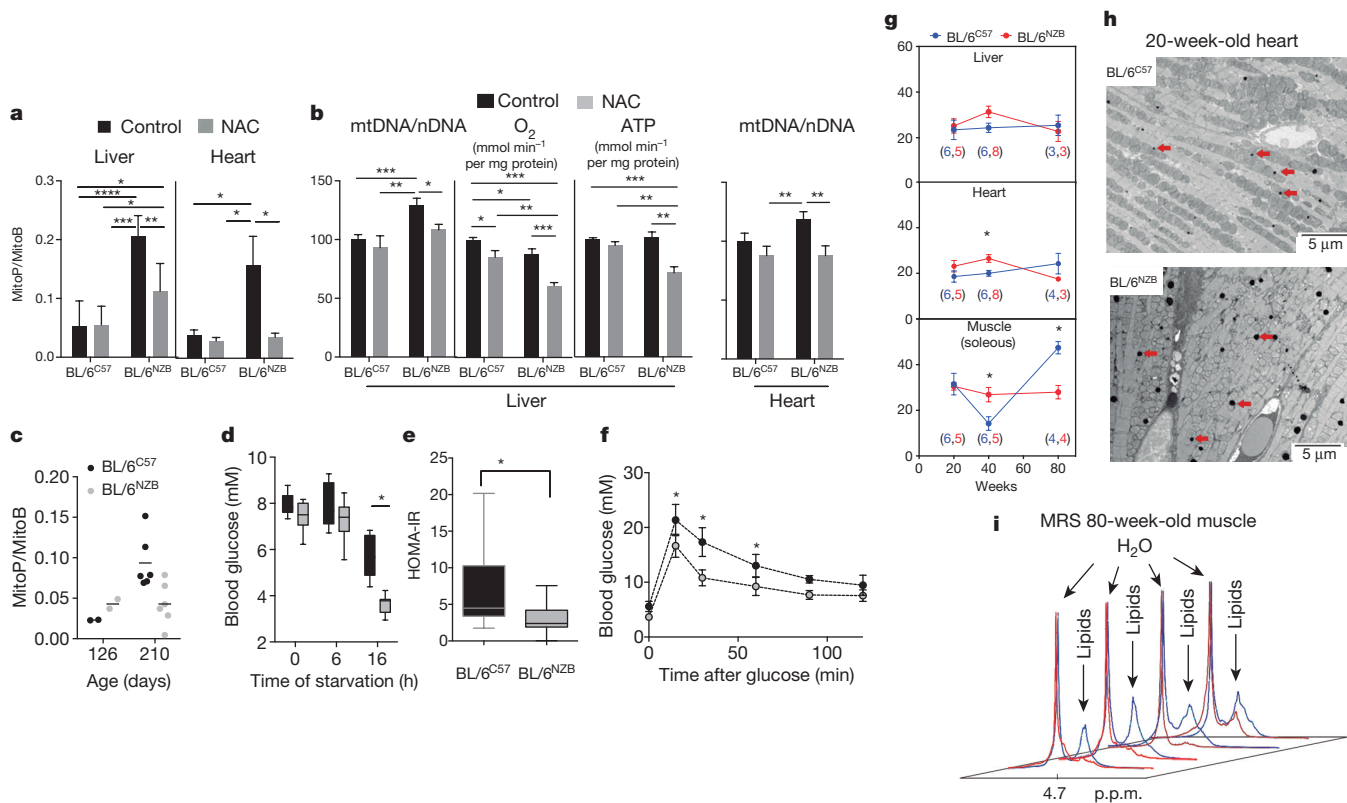 a
Control NAC
Liver Heart
MitoP/MitoB
0.3
0.2
0.1
0.0
* **** * *** ** * * *
BL/6C57 BL/6NZB BL/6C57 BL/6NZB
b
Control NAC
mtDNA/nDNA O2 ATP mtDNA/nDNA
(mmol min−1 (mmol min−1
per mg protein) per mg protein)
150
100
50
0
*** ** * *** * ** * *** *** ** ** ** **
BL/6C57 BL/6NZB BL/6C57 BL/6NZB BL/6C57 BL/6NZB BL/6C57 BL/6NZB
Liver Heart
c
BL/6C57
BL/6NZB
MitoP/MitoB
0.20
0.15
0.10
0.05
0.00
126 210
Age (days)
d
Blood glucose (mM)
10
8
6
4
2
*
0 6 16
Time of starvation (h)
e
HOMA-IR
25
20
15
10
5
0
*
BL/6C57 BL/6NZB
f
Blood glucose (mM)
30
20
10
0
* * *
0 50 100
Time after glucose (min)
g
BL/6C57 BL/6NZB
60
40
20
0
Liver
(6,5) (6,8) (3,3)
60
40
20
0
Heart
*
(6,5) (6,8) (4,3)
60
40
20
0
Muscle
(soleous)
* *
(6,5) (6,5) (4,4)
0 20 40 60 80
Weeks
h
20-week-old heart
BL/6C57
5 µm
BL/6NZB
5 µm
i
MRS 80-week-old muscle
H2O
Lipids Lipids Lipids Lipids
4.7 p.p.m.